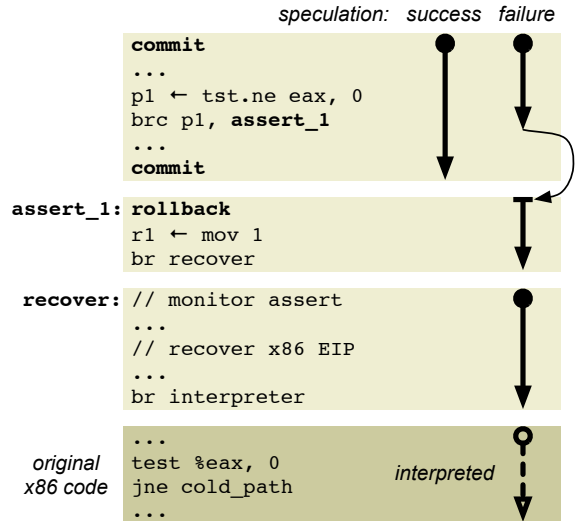 speculation: success failure
commit
...
p1 ← tst.ne eax, 0
brc p1, assert_1
...
commit
assert_1: rollback
r1 ← mov 1
br recover
recover: // monitor assert
...
// recover x86 EIP
...
br interpreter
...
original test %eax, 0
x86 code jne cold_path interpreted
...